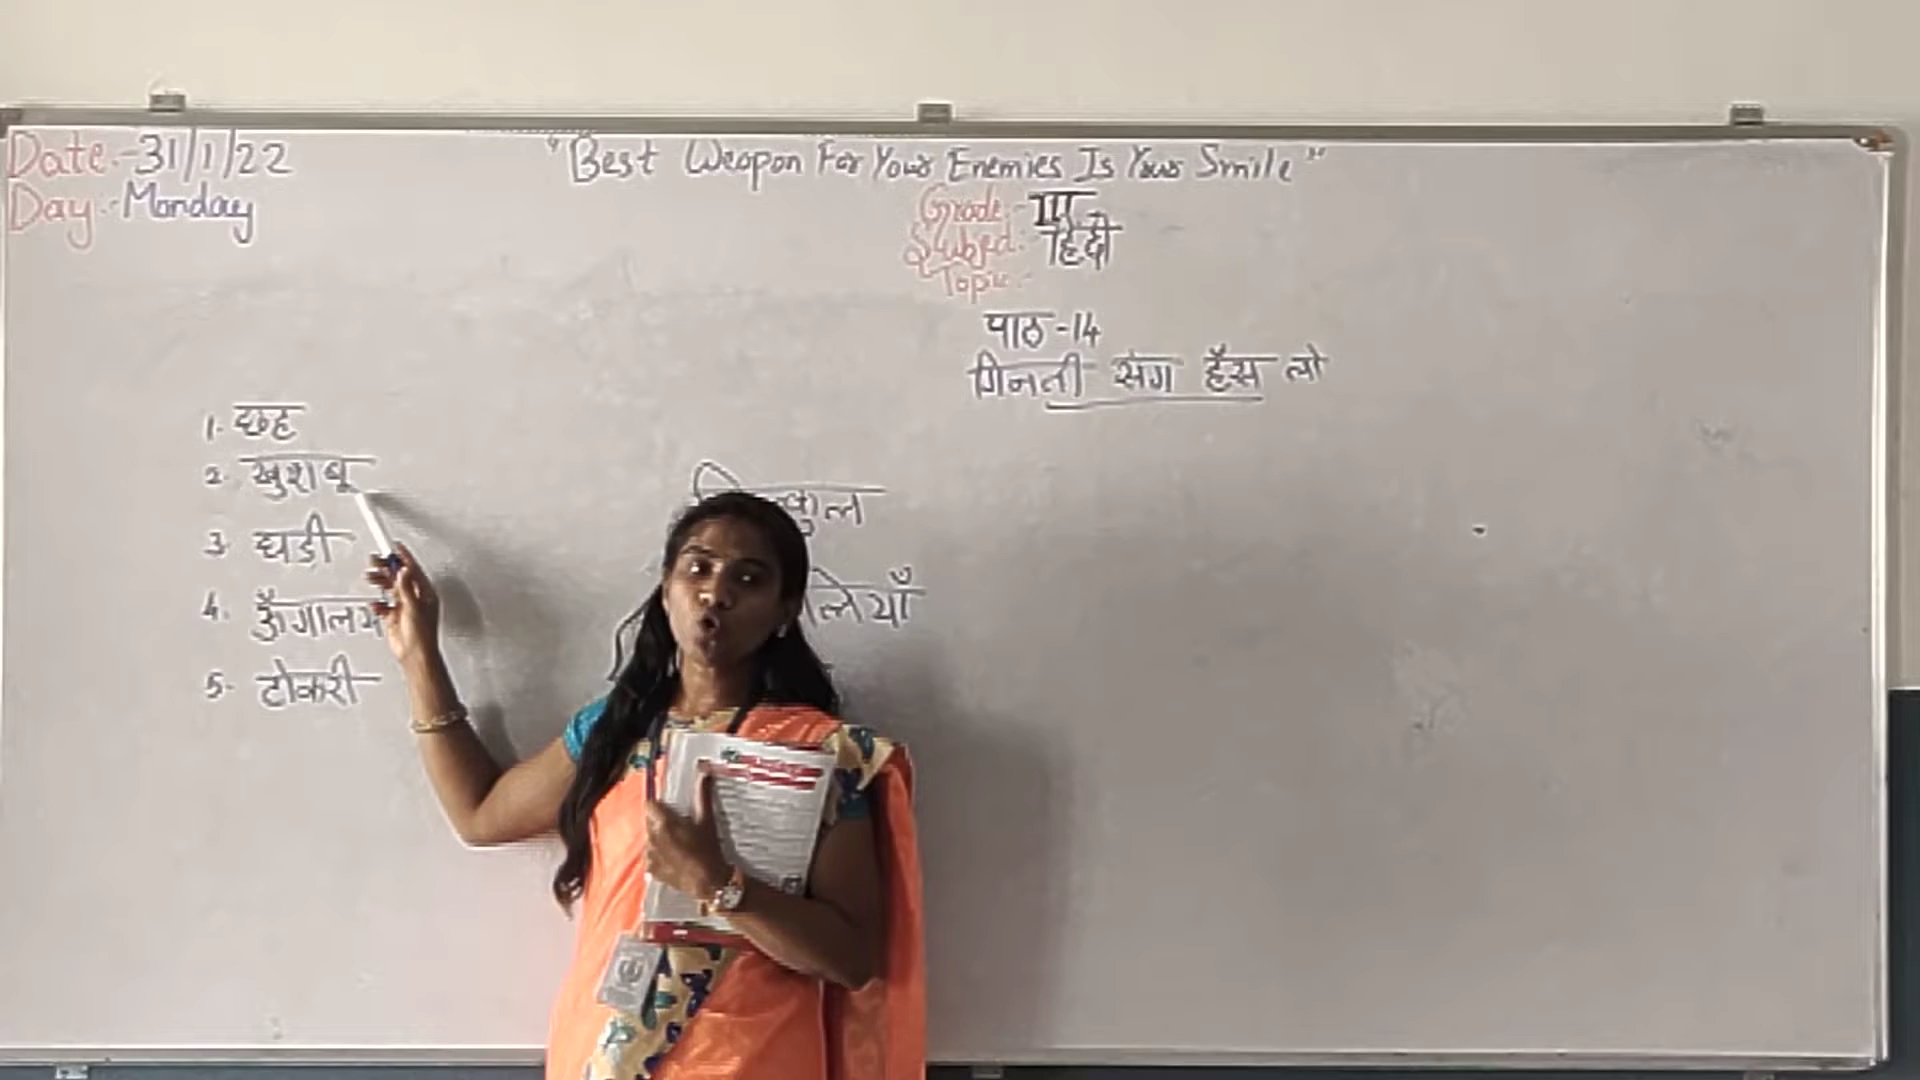 Date:-31/1/22
Day:-Monday
"Best Weapon For Your Enemies Is Your Smile"
Grade:-III
Subject:-हिंदी
Topic:-
पाठ-14
गिनती संग हँस लो
1. छह
2. खुशबू
3. घडी
4.
5. टोकरी